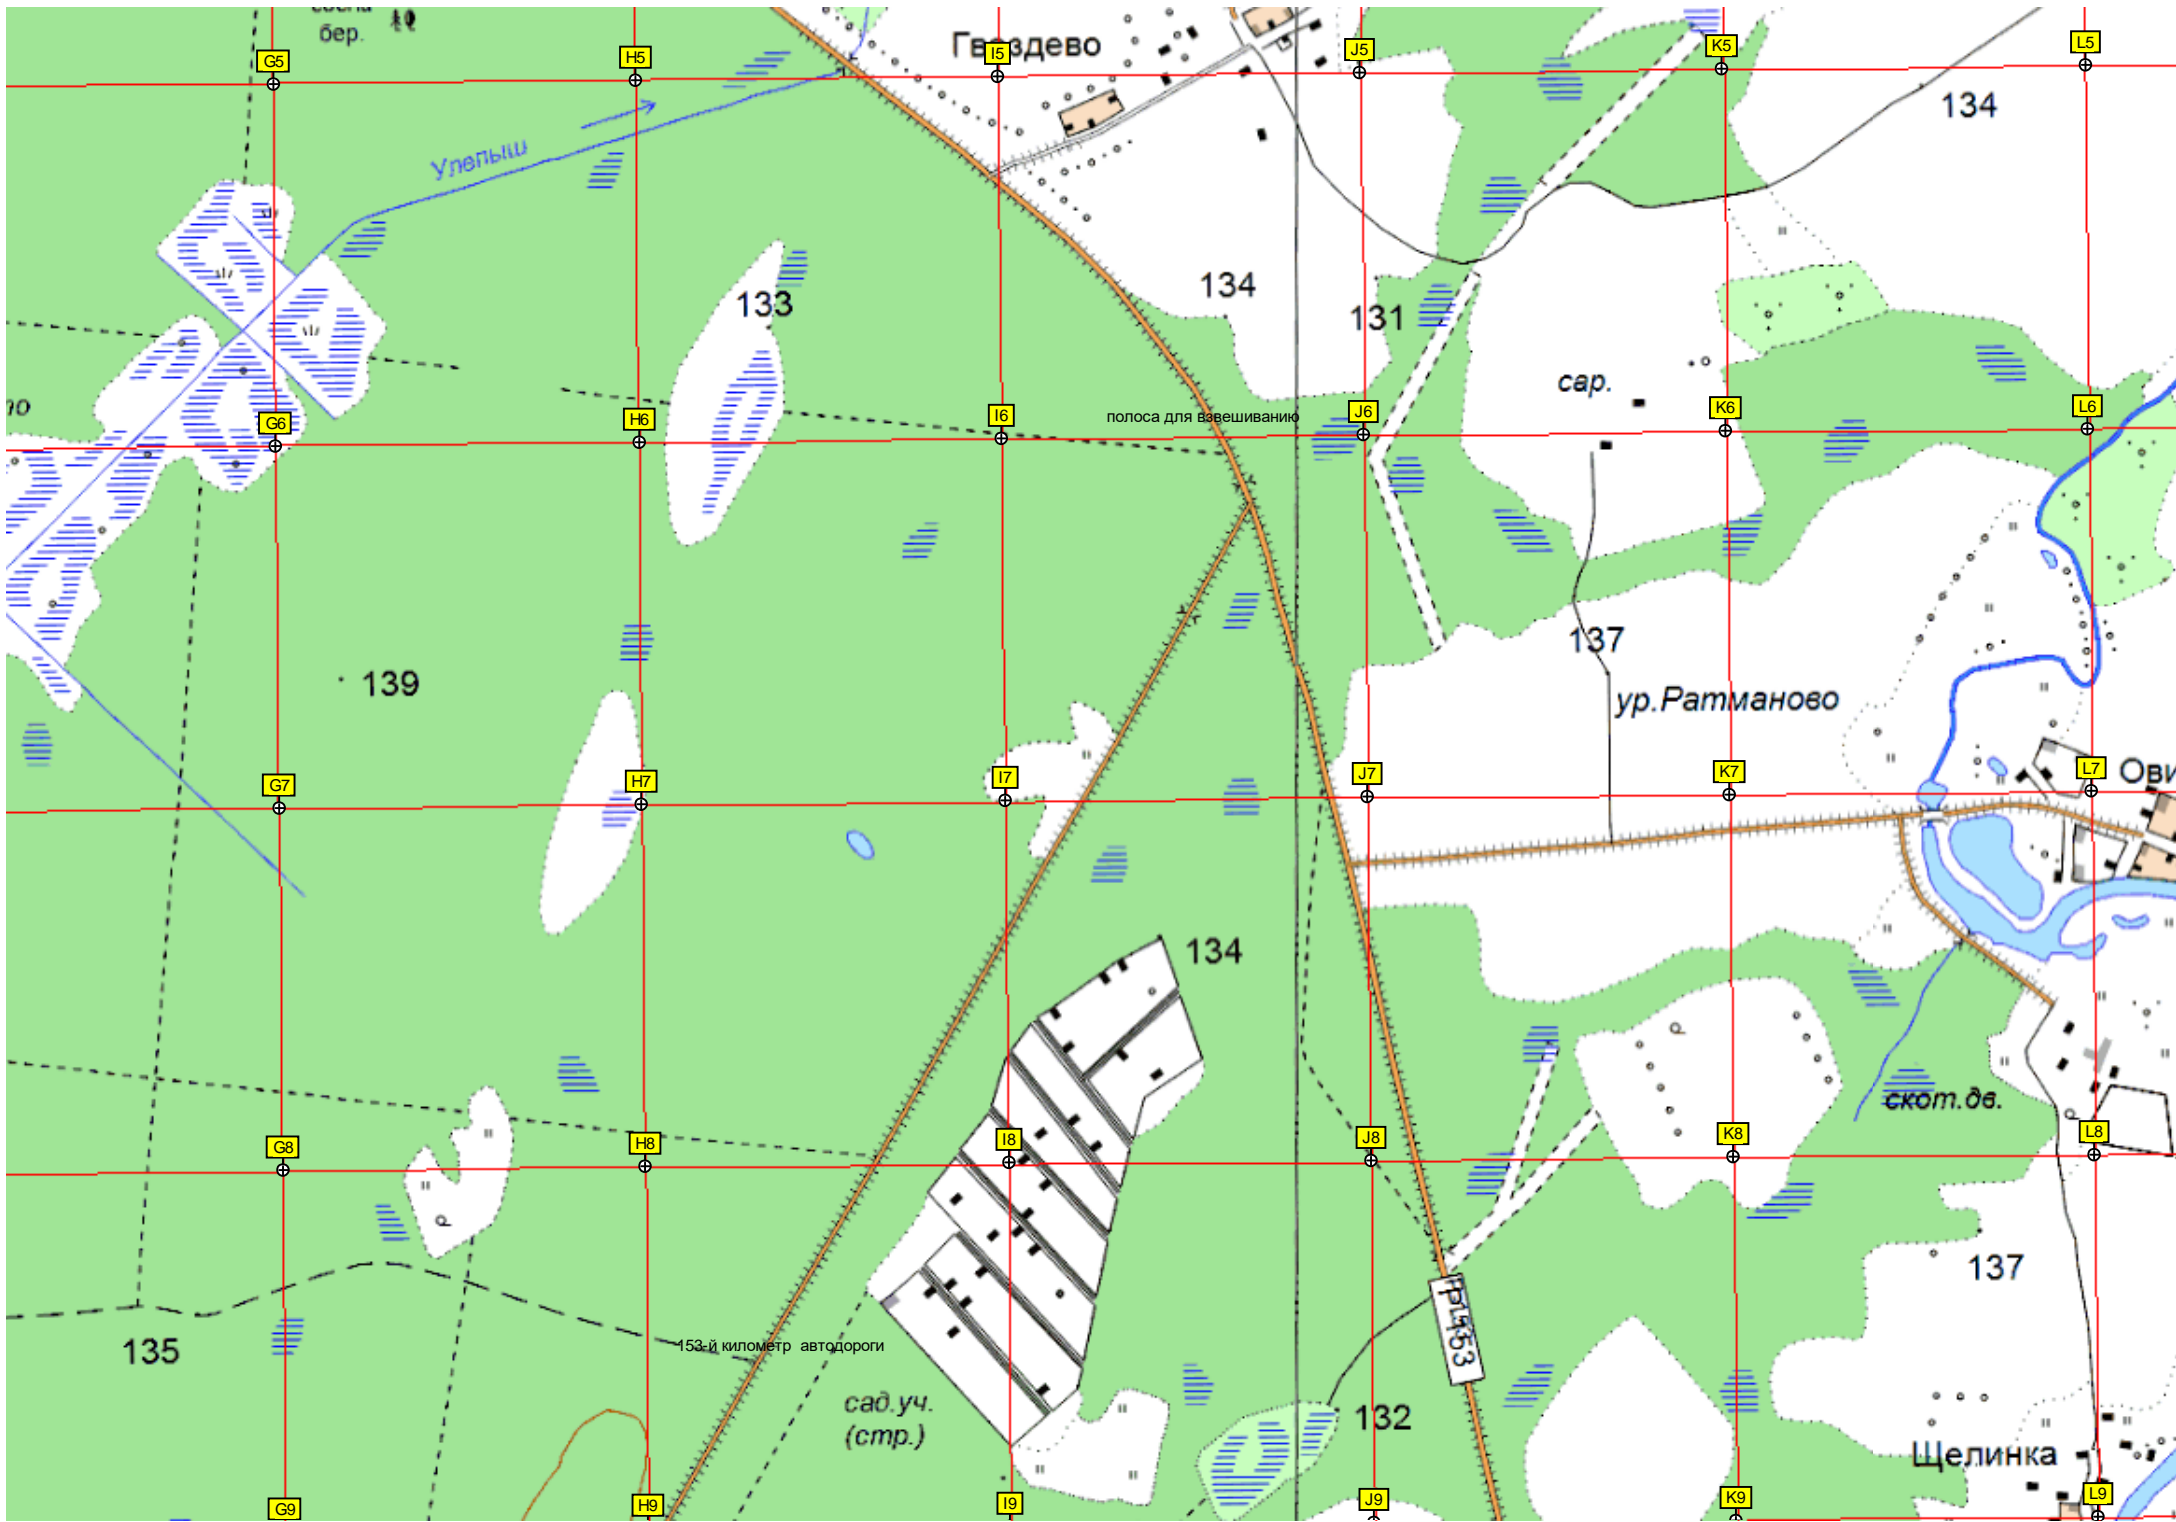 бер.
Гвоздево
G5
H5
I5
J5
K5
L5
134
Улепыш
133
134
131
сар.
G6
H6
I6
J6
K6
L6
полоса для взвешиванию
137
139
ур.Ратманово
G7
H7
I7
J7
K7
L7
134
скот.дв.
G8
H8
I8
J8
K8
L8
137
135
153-й километр автодороги
сад.уч.
(стр.)
132
Щелинка
G9
H9
I9
J9
K9
L9